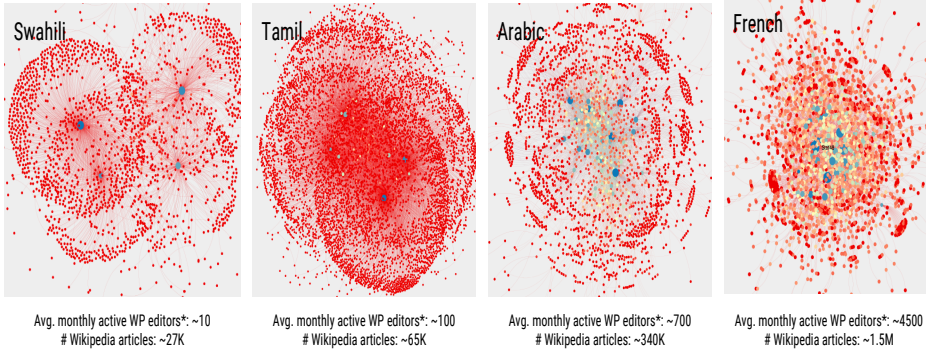 Swahili
Tamil
Arabic
French
Avg. monthly active WP editors*: ~10
# Wikipedia articles: ~27K
Avg. monthly active WP editors*: ~100
# Wikipedia articles: ~65K
Avg. monthly active WP editors*: ~700
# Wikipedia articles: ~340K
Avg. monthly active WP editors*: ~4500
# Wikipedia articles: ~1.5M